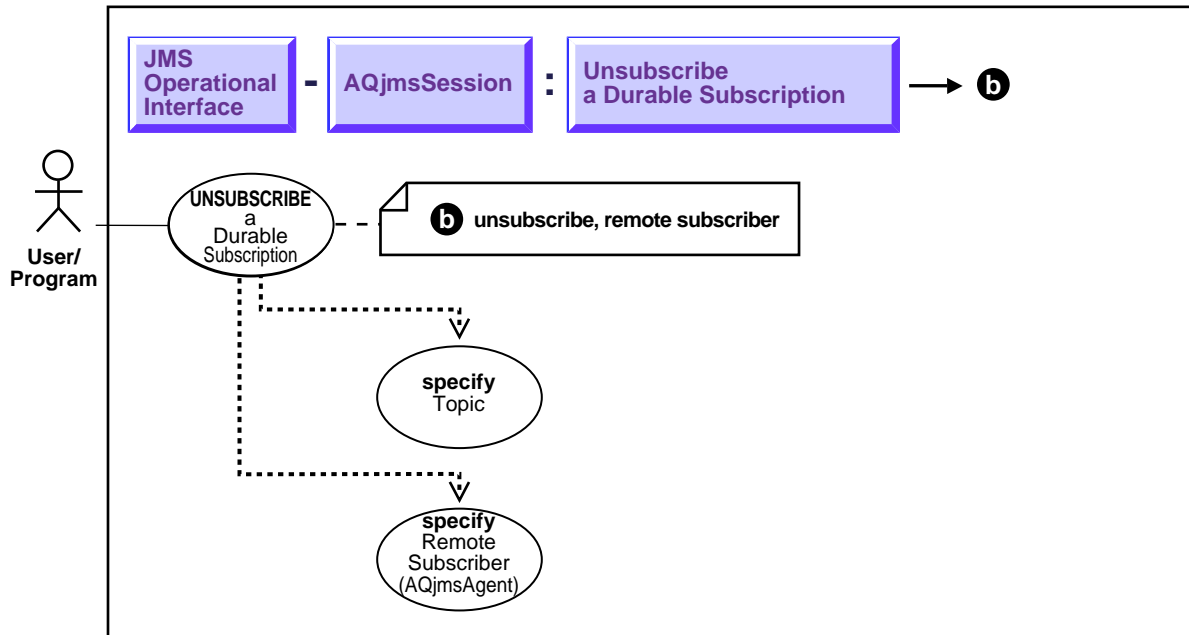 JMS
Operational
Interface
-
AQjmsSession
:
Unsubscribe
a Durable Subscription
b
User/
Program
UNSUBSCRIBE
a
Durable
Subscription
b unsubscribe, remote subscriber
specify
Topic
specify
Remote
Subscriber
(AQjmsAgent)